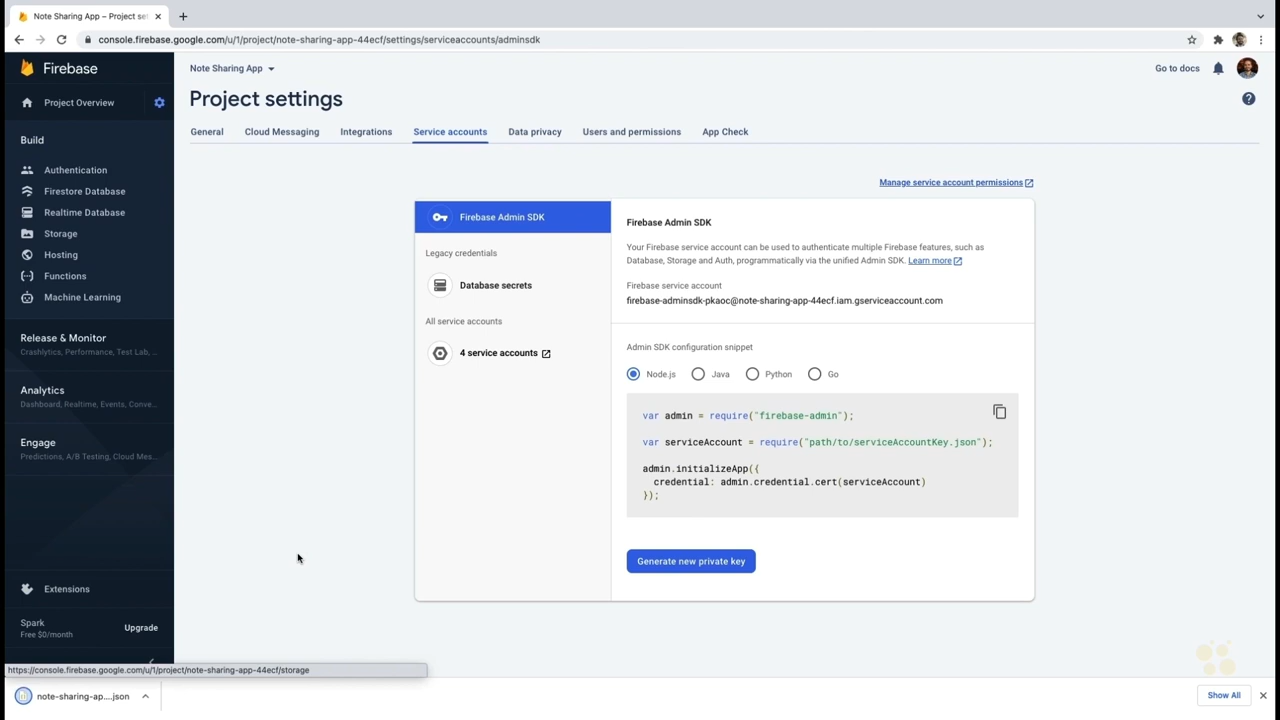 Note Sharing App – Project set
console.firebase.google.com/u/1/project/note-sharing-app-44ecf/settings/serviceaccounts/adminsdk
Firebase
Note Sharing App
Go to docs
Project Overview
Project settings
General Cloud Messaging Integrations Service accounts Data privacy Users and permissions App Check
Build
Authentication
Firestore Database
Realtime Database
Storage
Hosting
Functions
Machine Learning
Release & Monitor
Crashlytics, Performance, Test Lab, ...
Analytics
Dashboard, Realtime, Events, Conve...
Engage
Predictions, A/B Testing, Cloud Mes...
Extensions
Spark
Free $0/month
Upgrade
Manage service account permissions
Firebase Admin SDK
Legacy credentials
Database secrets
All service accounts
4 service accounts
Firebase Admin SDK
Your Firebase service account can be used to authenticate multiple Firebase features, such as
Database, Storage and Auth, programmatically via the unified Admin SDK. Learn more
Firebase service account
firebase-adminsdk-pkaoc@note-sharing-app-44ecf.iam.gserviceaccount.com
Admin SDK configuration snippet
Node.js Java Python Go
var admin = require("firebase-admin");
var serviceAccount = require("path/to/serviceAccountKey.json");
admin.initializeApp({
credential: admin.credential.cert(serviceAccount)
});
Generate new private key
https://console.firebase.google.com/u/1/project/note-sharing-app-44ecf/storage
note-sharing-ap....json
Show All